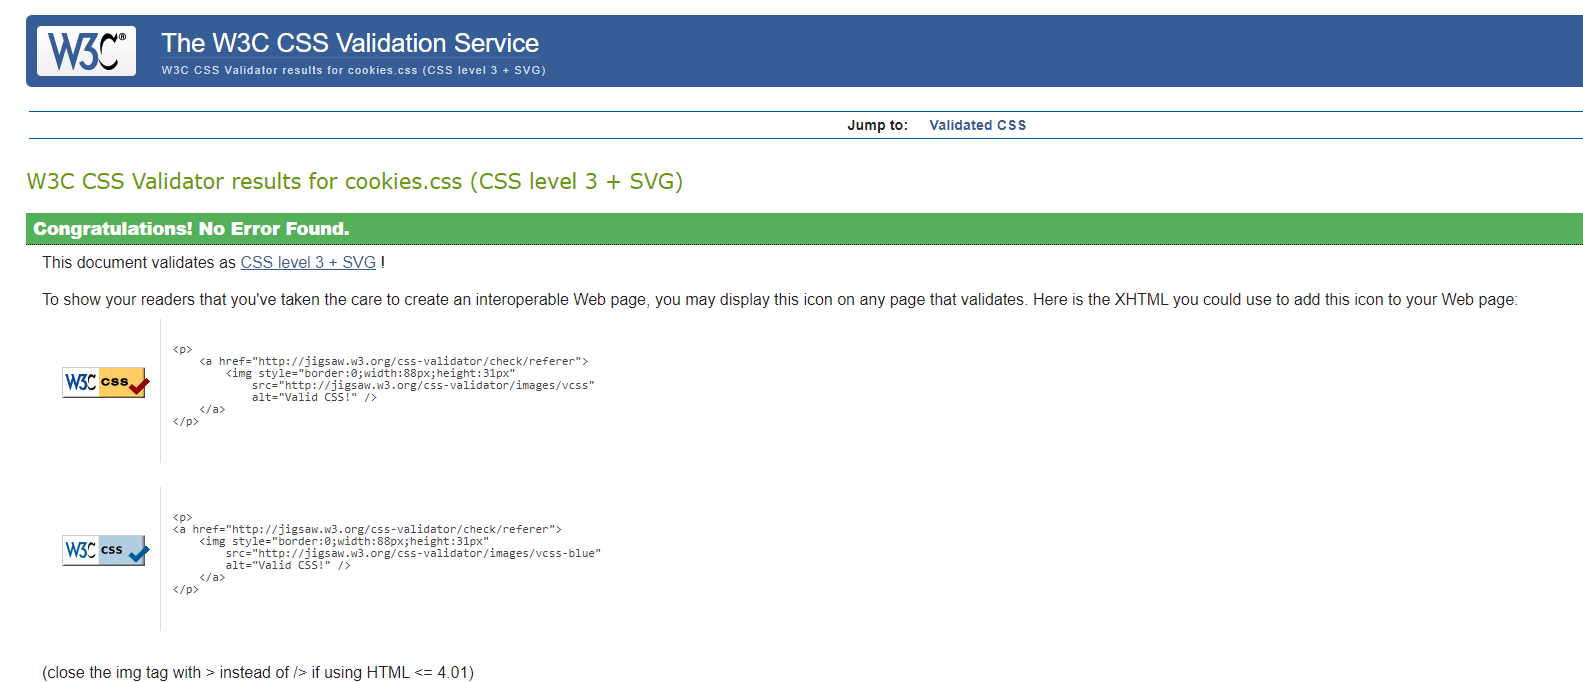 W3C®
The W3C CSS Validation Service
W3C CSS Validator results for cookies.css (CSS level 3 + SVG)
Jump to: Validated CSS
W3C CSS Validator results for cookies.css (CSS level 3 + SVG)
Congratulations! No Error Found.
This document validates as CSS level 3 + SVG !
To show your readers that you've taken the care to create an interoperable Web page, you may display this icon on any page that validates. Here is the XHTML you could use to add this icon to your Web page:
W3C css
<p>
    <a href="http://jigsaw.w3.org/css-validator/check/referer">
        <img style="border:0;width:88px;height:31px"
            src="http://jigsaw.w3.org/css-validator/images/vcss"
            alt="Valid CSS!" />
    </a>
</p>
W3C css
<p>
<a href="http://jigsaw.w3.org/css-validator/check/referer">
    <img style="border:0;width:88px;height:31px"
        src="http://jigsaw.w3.org/css-validator/images/vcss-blue"
        alt="Valid CSS!" />
    </a>
</p>
(close the img tag with > instead of /> if using HTML <= 4.01)